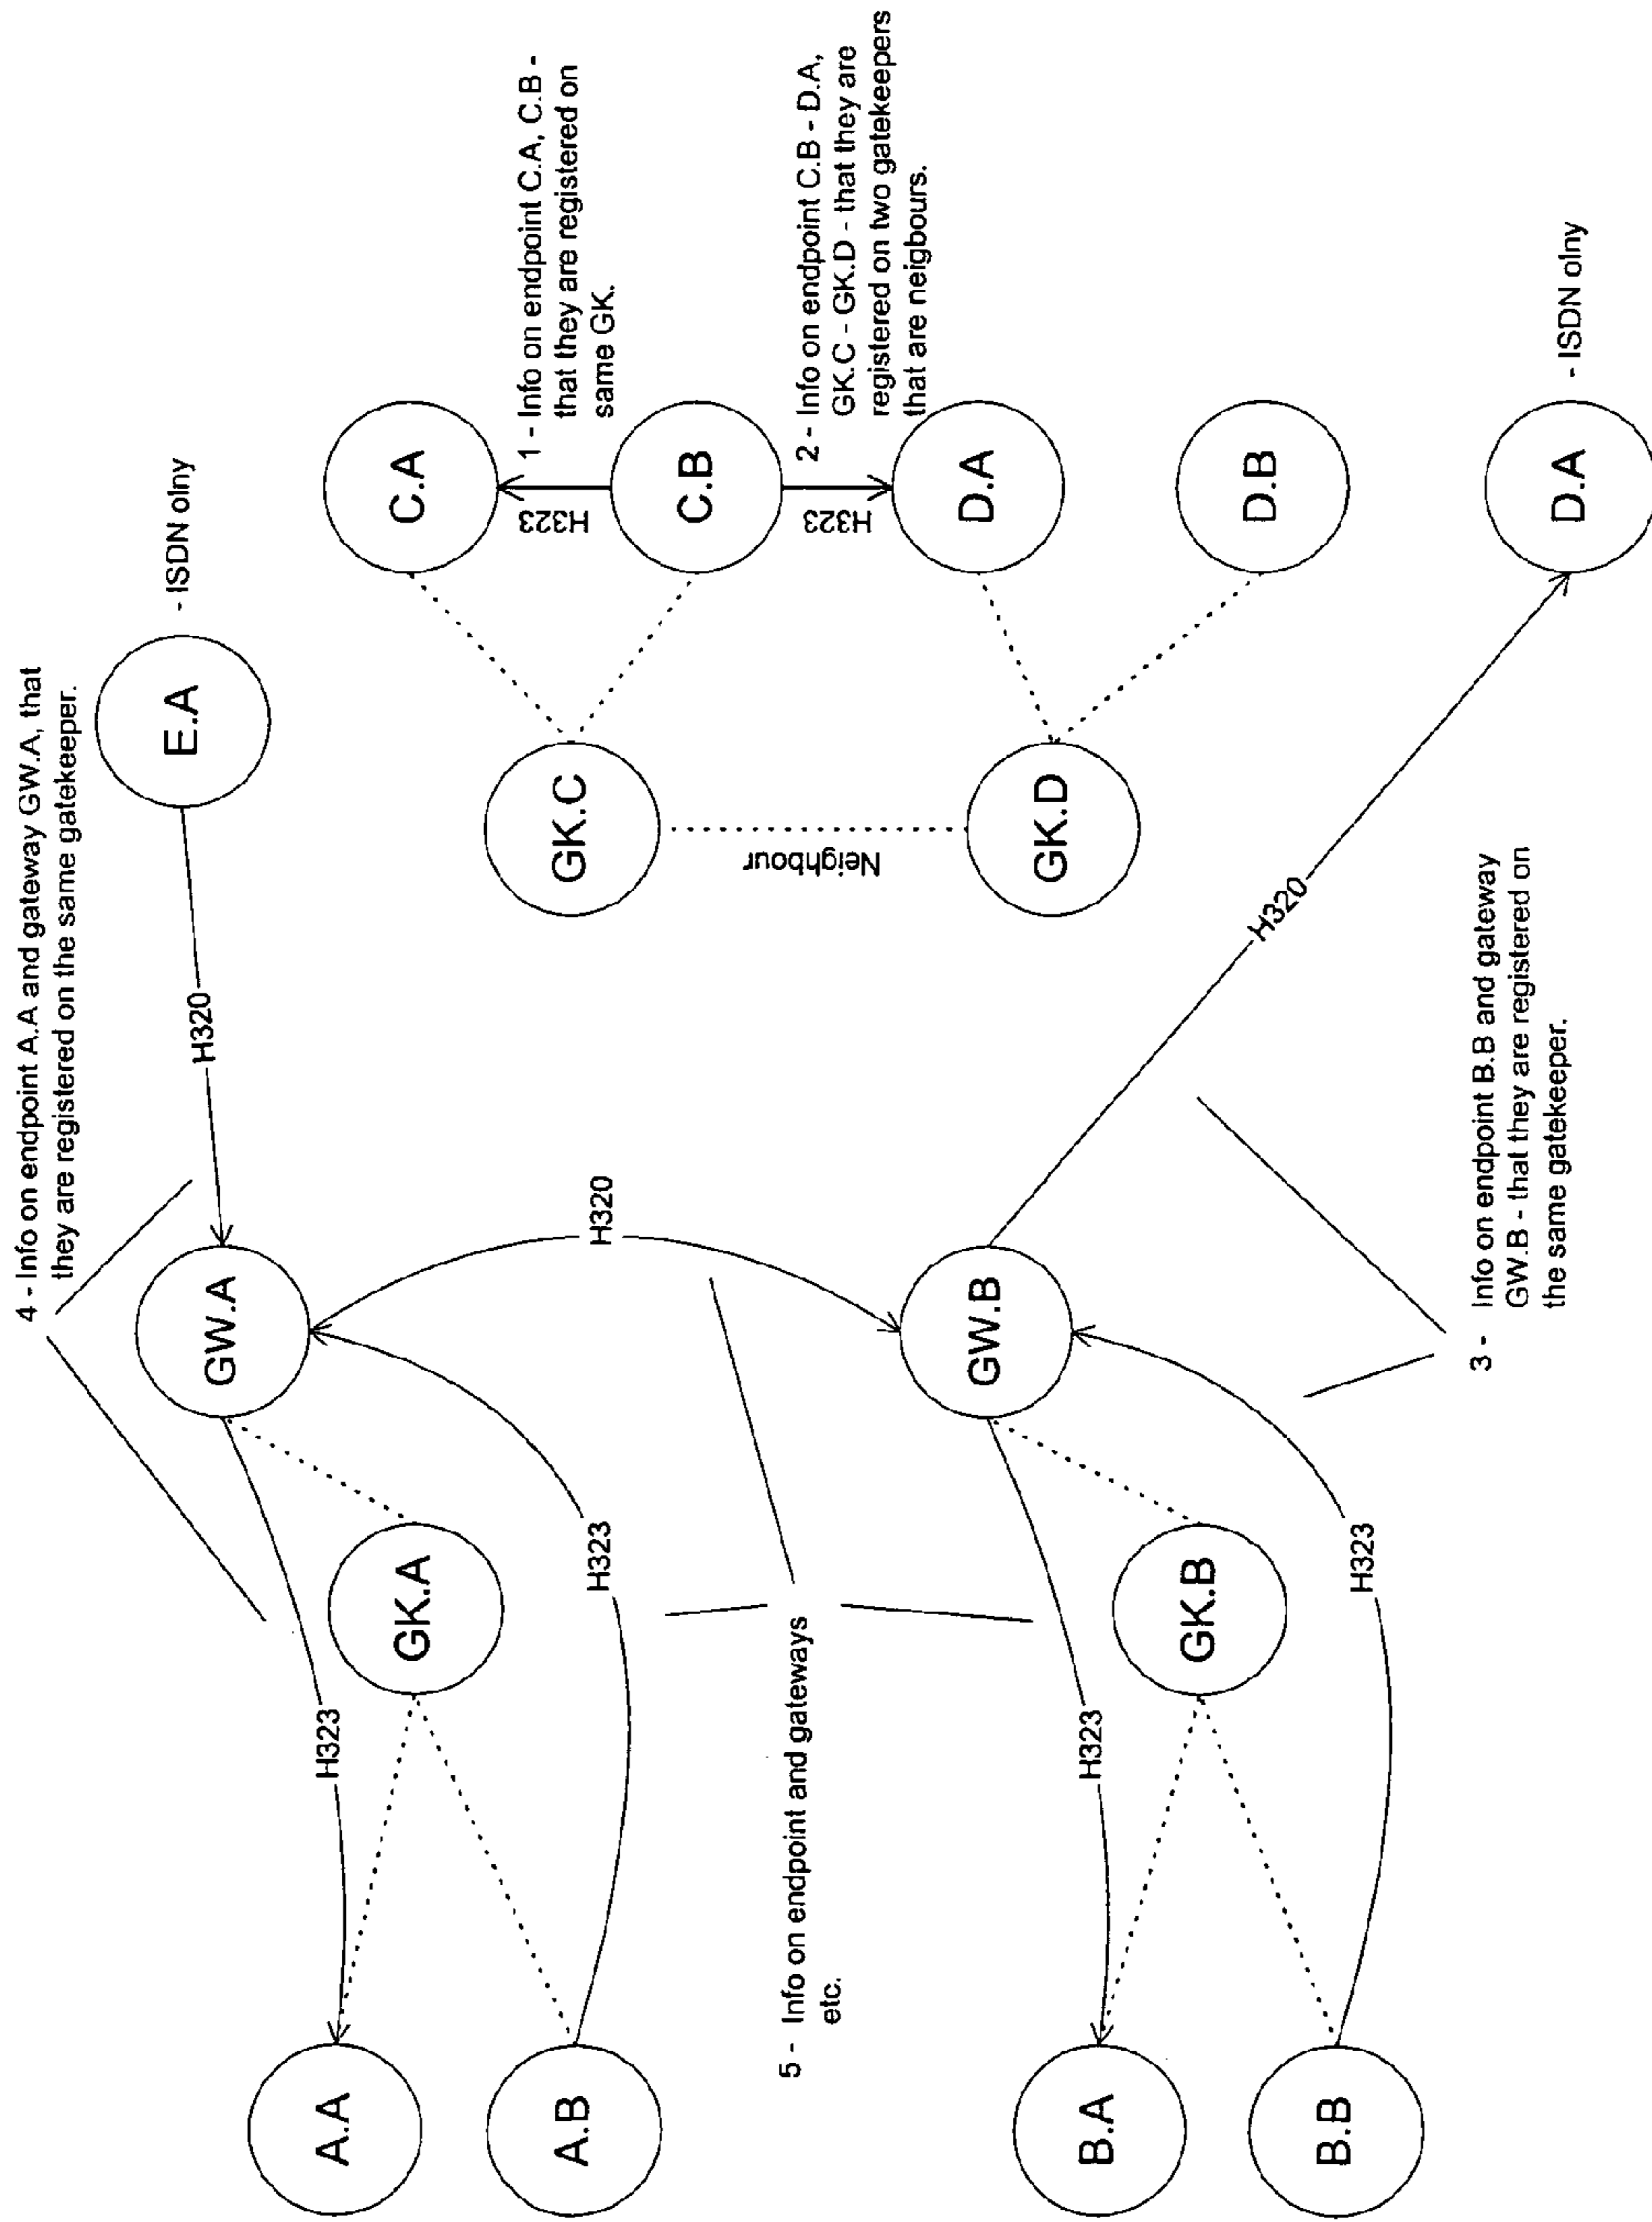 4 - Info on endpoint A.A and gateway GW.A, that
they are registered on the same gatekeeper.
E.A
- ISDN olny
H320
GW.A
A.A
H323
GK.A
A.B
H323
H320
C.A
H323
1 - Info on endpoint C.A, C.B -
that they are registered on
same GK.
GK.C
C.B
H323
2 - Info on endpoint C.B - D.A,
GK.C - GK.D - that they are
registered on two gatekeepers
that are neigbours.
Neighbour
D.A
GK.D
D.B
5 - Info on endpoint and gateways
etc.
GW.B
B.A
H323
GK.B
B.B
H323
H320
D.A
- ISDN olny
3 - Info on endpoint B.B and gateway
GW.B - that they are registered on
the same gatekeeper.